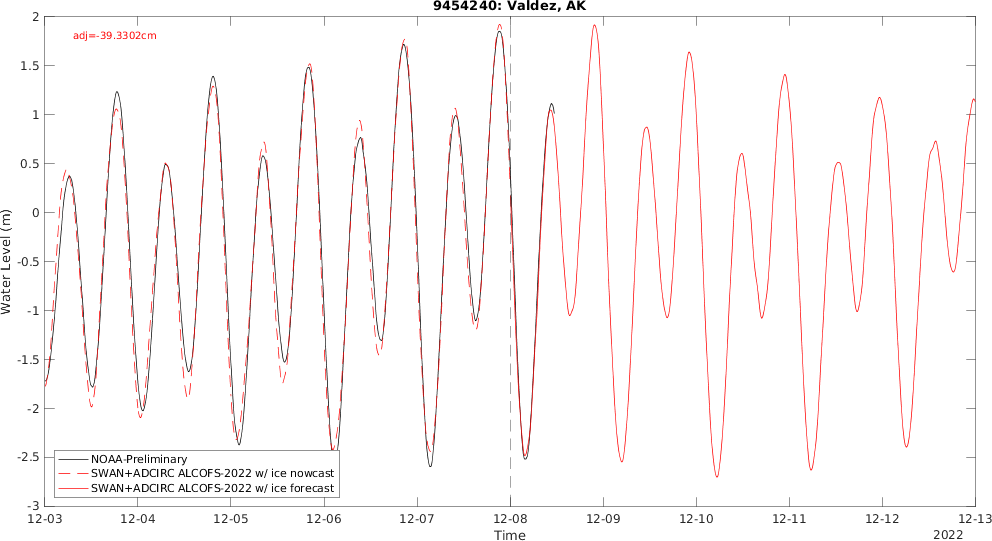 9454240: Valdez, AK
adj=-39.3302cm
Water Level (m)
2
1.5
1
0.5
0
-0.5
-1
-1.5
-2
-2.5
-3
NOAA-Preliminary
SWAN+ADCIRC ALCOFS-2022 w/ ice nowcast
SWAN+ADCIRC ALCOFS-2022 w/ ice forecast
12-03 12-04 12-05 12-06 12-07 12-08 12-09 12-10 12-11 12-12 12-13
Time
2022